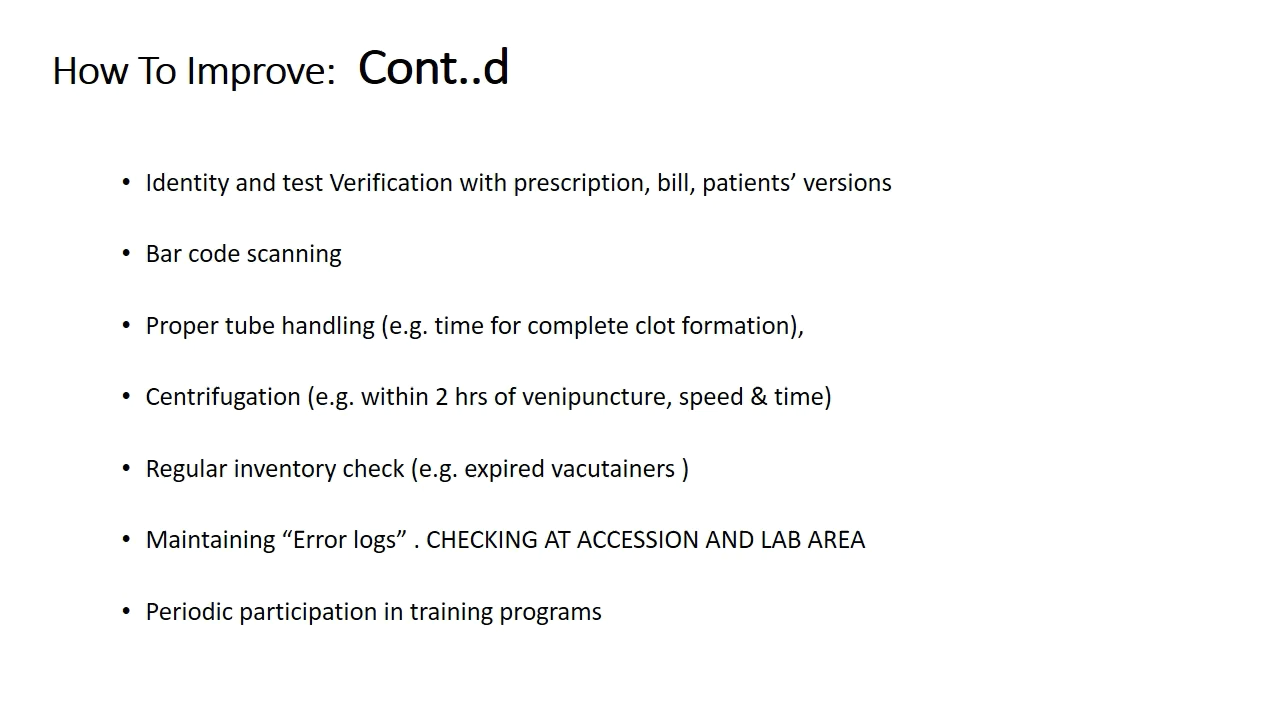 How To Improve: Cont..d
• Identity and test Verification with prescription, bill, patients’ versions
• Bar code scanning
• Proper tube handling (e.g. time for complete clot formation),
• Centrifugation (e.g. within 2 hrs of venipuncture, speed & time)
• Regular inventory check (e.g. expired vacutainers )
• Maintaining “Error logs” . CHECKING AT ACCESSION AND LAB AREA
• Periodic participation in training programs